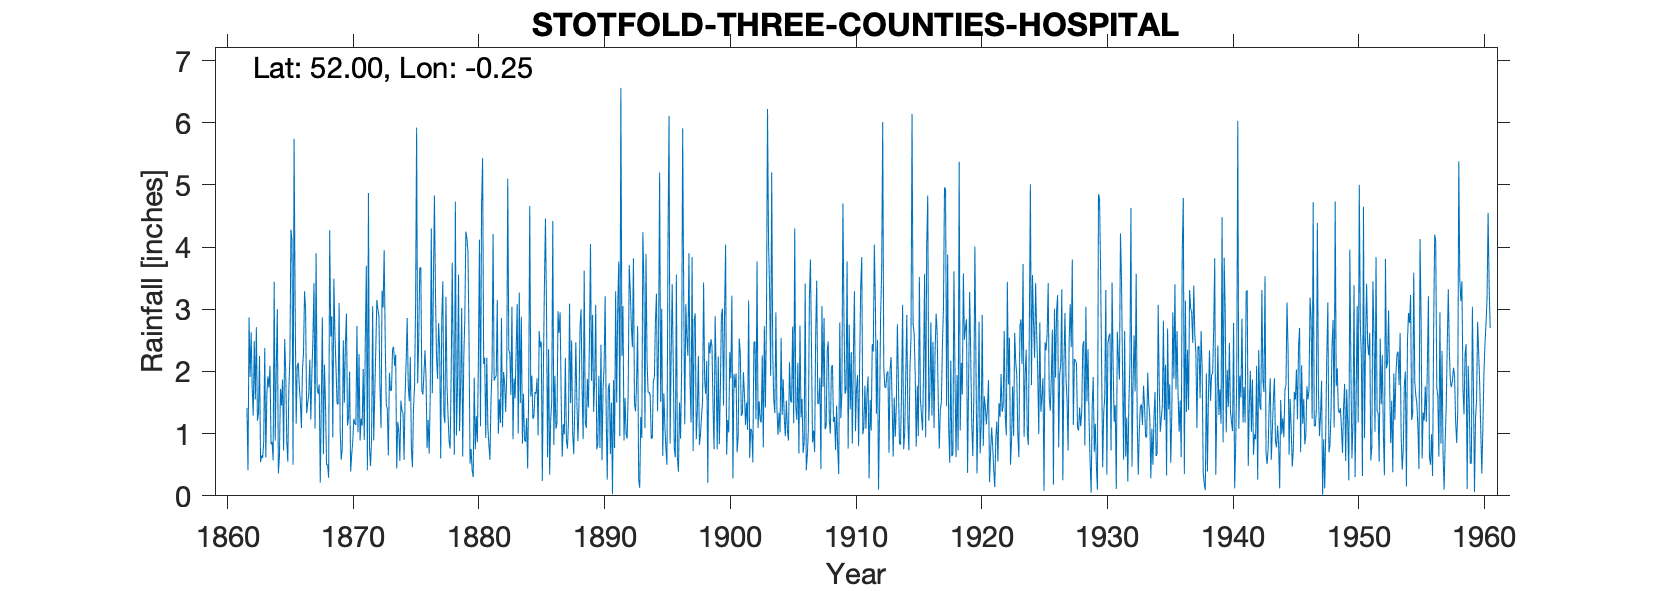 STOTFOLD-THREE-COUNTIES-HOSPITAL
Lat: 52.00, Lon: -0.25
7
6
5
4
3
2
1
0
Rainfall [inches]
1860 1870 1880 1890 1900 1910 1920 1930 1940 1950 1960
Year